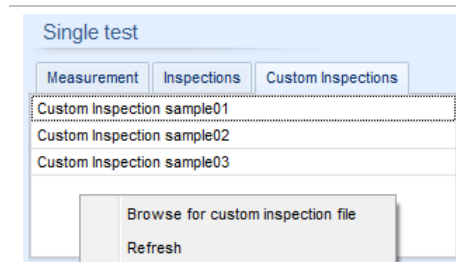 Single test
Measurement Inspections Custom Inspections
Custom Inspection sample01
Custom Inspection sample02
Custom Inspection sample03
Browse for custom inspection file
Refresh